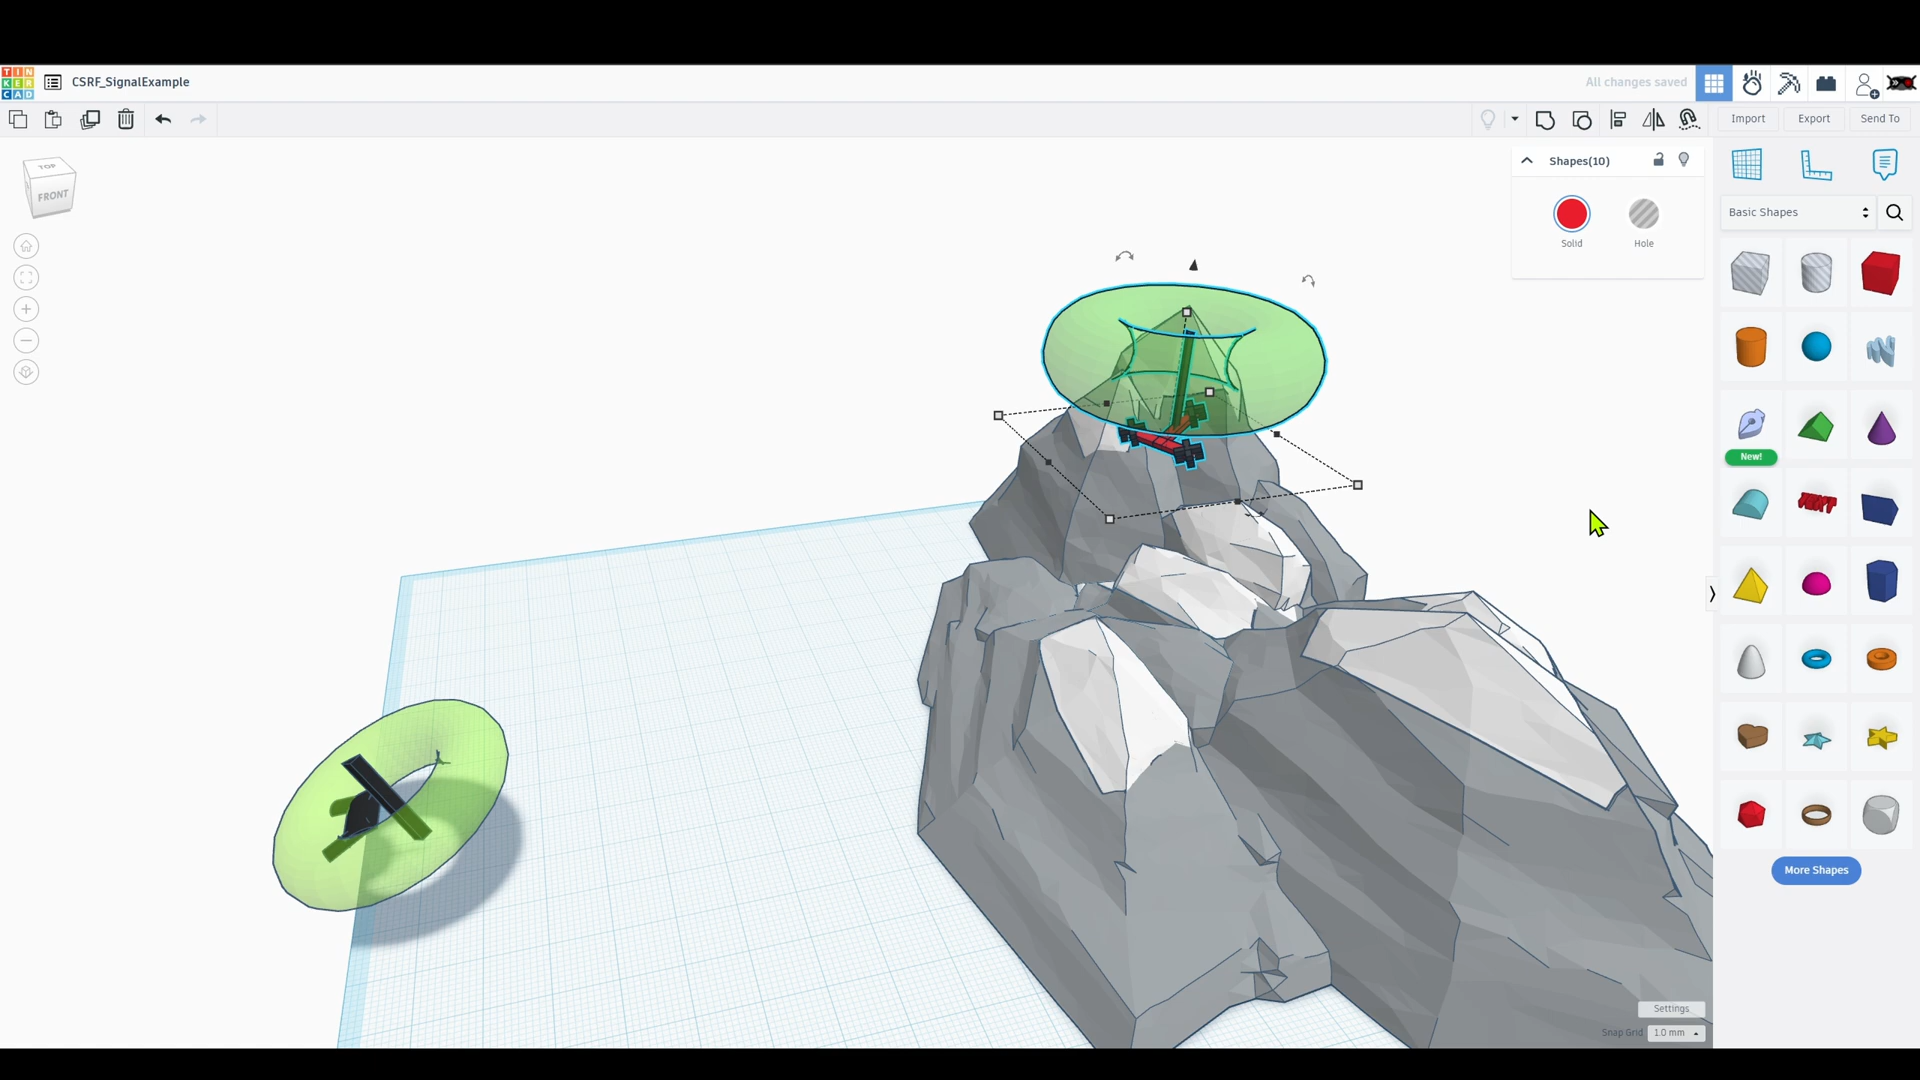 TIN
KER
CAD
CSRF_SignalExample
All changes saved
Import
Export
Send To
TOP
FRONT
Shapes(10)
Solid
Hole
Basic Shapes
New!
TEXT
More Shapes
Settings
Snap Grid
1.0 mm